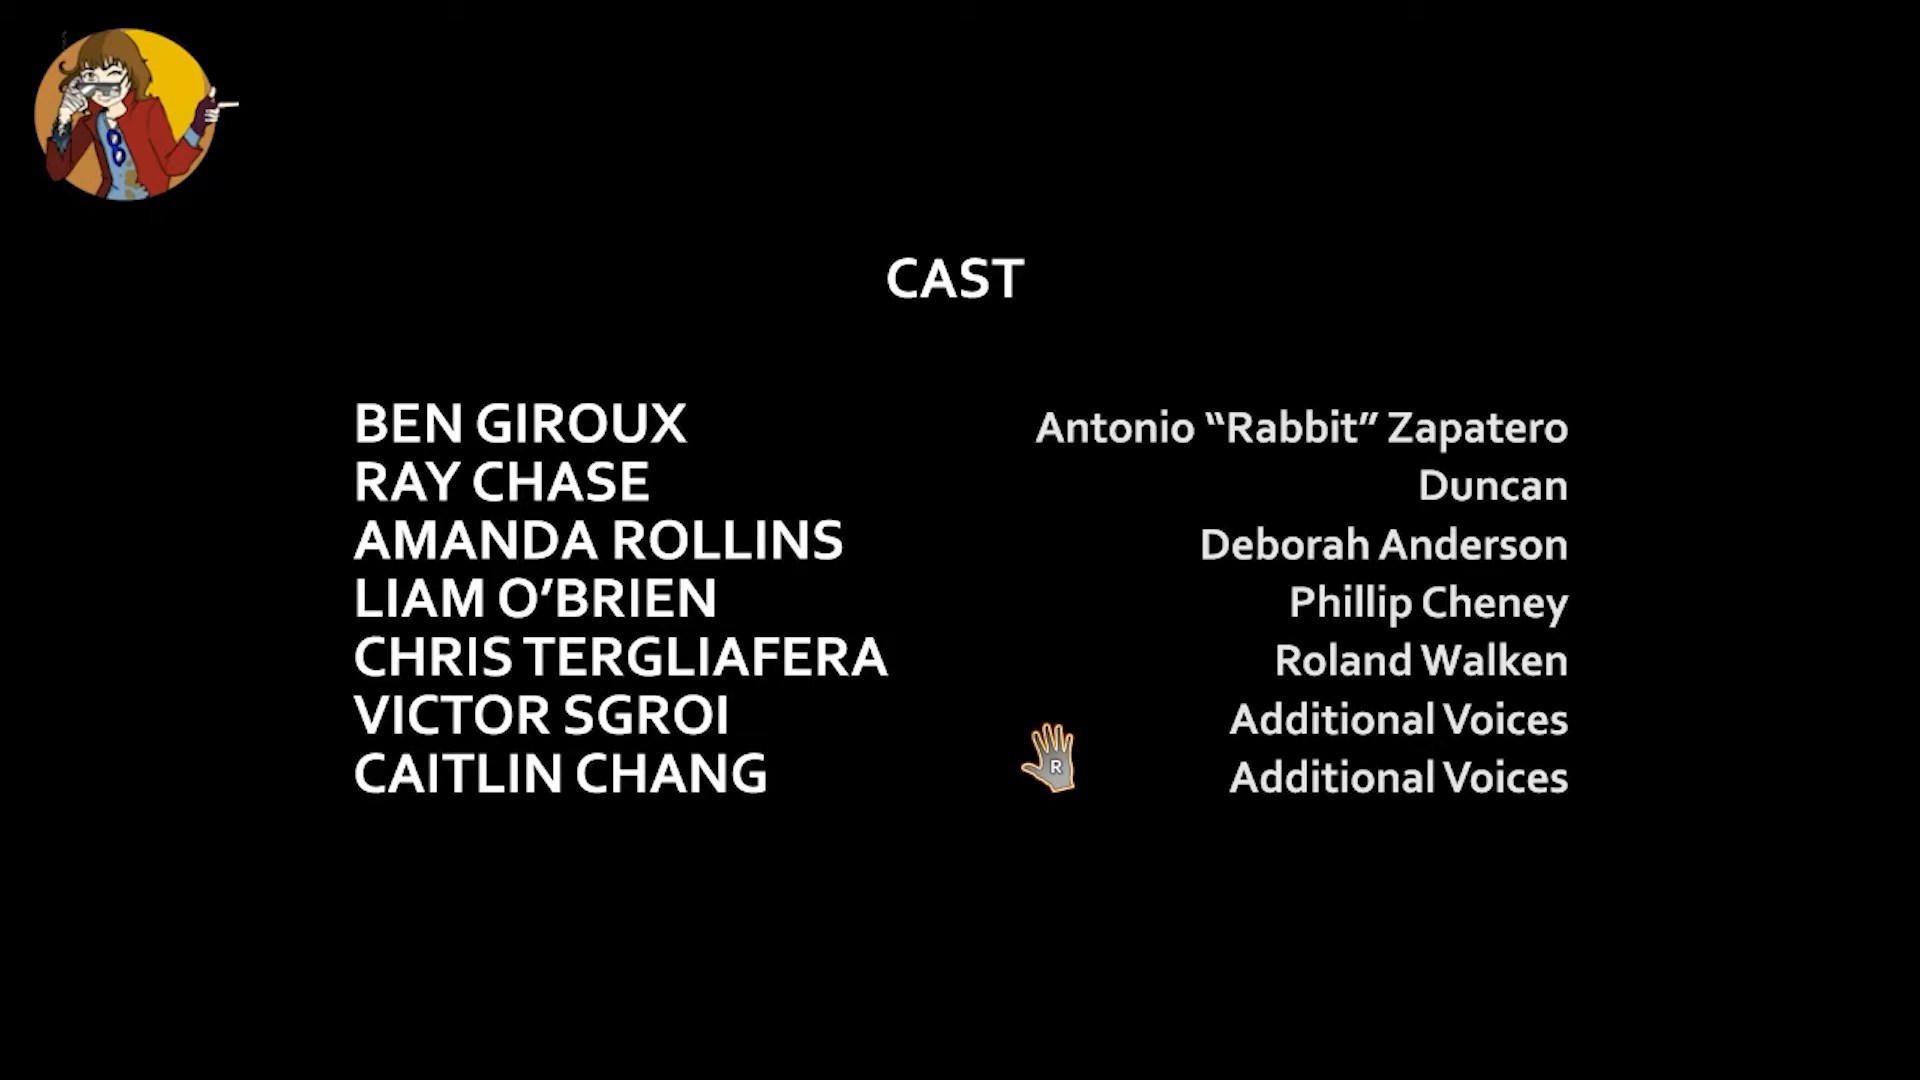 CAST
BEN GIROUX Antonio “Rabbit” Zapatero
RAY CHASE Duncan
AMANDA ROLLINS Deborah Anderson
LIAM O’BRIEN Phillip Cheney
CHRIS TERGLIAFERA Roland Walken
VICTOR SGROI Additional Voices
CAITLIN CHANG Additional Voices
R